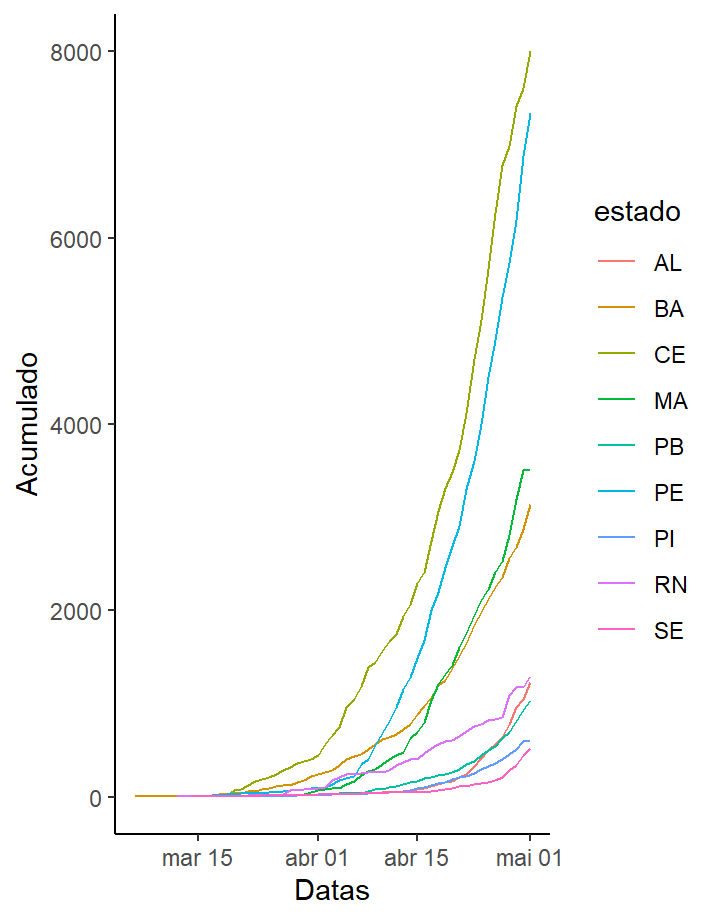 8000
6000
4000
2000
0
Acumulado
mar 15 abr 01 abr 15 mai 01
Datas
estado
AL
BA
CE
MA
PB
PE
PI
RN
SE